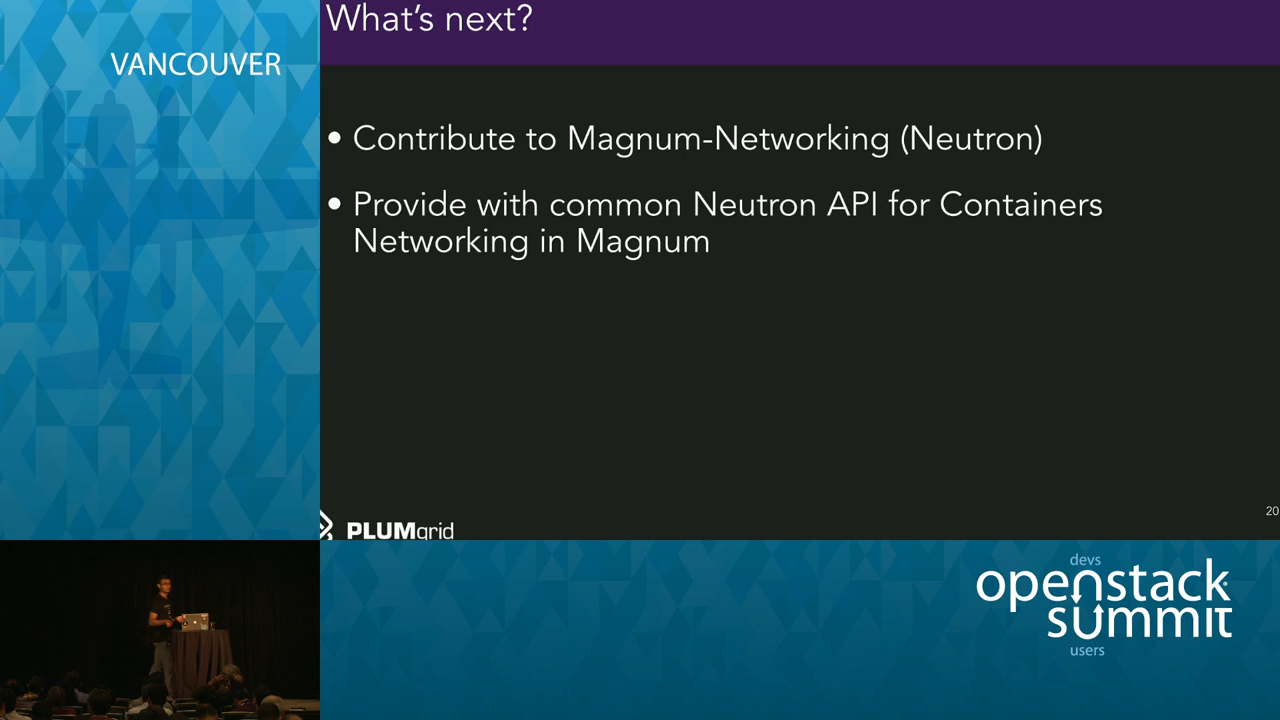 VANCOUVER
What's next?
• Contribute to Magnum-Networking (Neutron)
• Provide with common Neutron API for Containers
Networking in Magnum
PLUMgrid
20
devs
openstack
summit
users